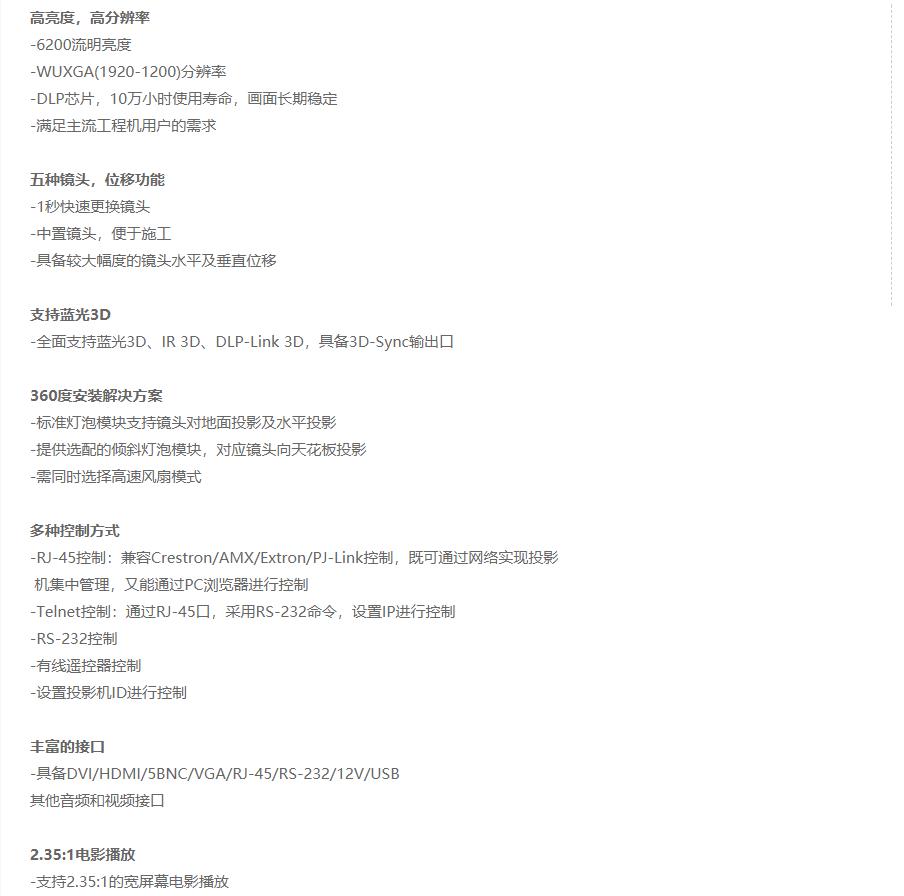 高亮度，高分辨率
-6200流明亮度
-WUXGA(1920-1200)分辨率
-DLP芯片，10万小时使用寿命，画面长期稳定
-满足主流工程机用户的需求
五种镜头，位移功能
-1秒快速更换镜头
-中置镜头，便于施工
-具备较大幅度的镜头水平及垂直位移
支持蓝光3D
-全面支持蓝光3D、IR 3D、DLP-Link 3D，具备3D-Sync输出口
360度安装解决方案
-标准灯泡模块支持镜头对地面投影及水平投影
-提供选配的倾斜灯泡模块，对应镜头向天花板投影
-需同时选择高速风扇模式
多种控制方式
-RJ-45控制：兼容Crestron/AMX/Extron/PJ-Link控制，既可通过网络实现投影
机集中管理，又能通过PC浏览器进行控制
-Telnet控制：通过RJ-45口，采用RS-232命令，设置IP进行控制
-RS-232控制
-有线遥控器控制
-设置投影机ID进行控制
丰富的接口
-具备DVI/HDMI/5BNC/VGA/RJ-45/RS-232/12V/USB
其他音频和视频接口
2.35:1电影播放
-支持2.35:1的宽屏幕电影播放